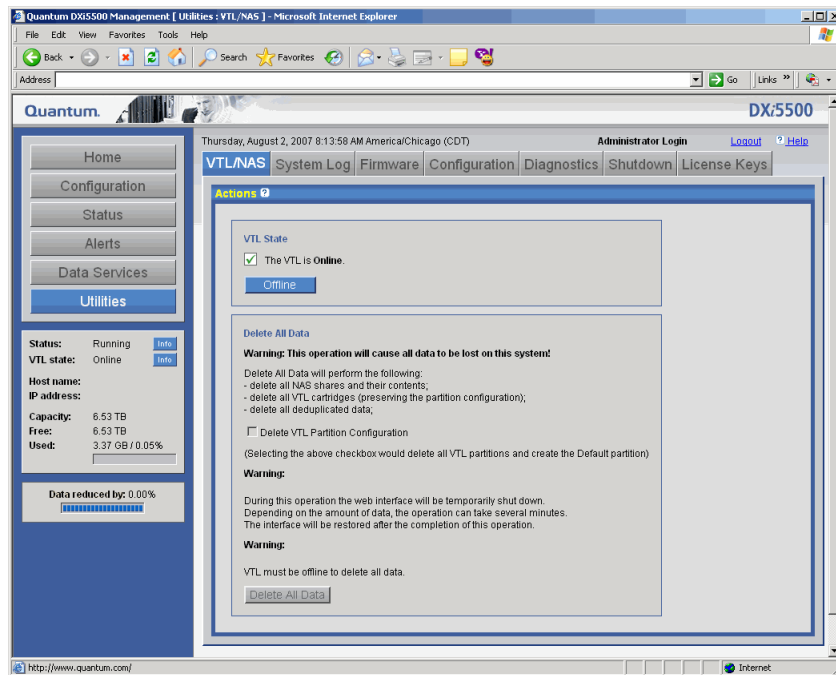 Quantum DXi5500 Management [ Utilities : VTL/NAS ] - Microsoft Internet Explorer
File Edit View Favorites Tools Help
Back Search Favorites
Address Go Links »
Quantum. DXi5500
Thursday, August 2, 2007 8:13:58 AM America/Chicago (CDT) Administrator Login Logout ? Help
VTL/NAS System Log Firmware Configuration Diagnostics Shutdown License Keys
Home
Configuration
Status
Alerts
Data Services
Utilities
Status: Running Info
VTL state: Online Info
Host name:
IP address:
Capacity: 6.53 TB
Free: 6.53 TB
Used: 3.37 GB / 0.05%
Data reduced by: 0.00%
Actions ?
VTL State
The VTL is Online.
Offline
Delete All Data
Warning: This operation will cause all data to be lost on this system!
Delete All Data will perform the following:
- delete all NAS shares and their contents;
- delete all VTL cartridges (preserving the partition configuration);
- delete all deduplicated data;
Delete VTL Partition Configuration
(Selecting the above checkbox would delete all VTL partitions and create the Default partition)
Warning:
During this operation the web interface will be temporarily shut down.
Depending on the amount of data, the operation can take several minutes.
The interface will be restored after the completion of this operation.
Warning:
VTL must be offline to delete all data.
Delete All Data
http://www.quantum.com/ Internet